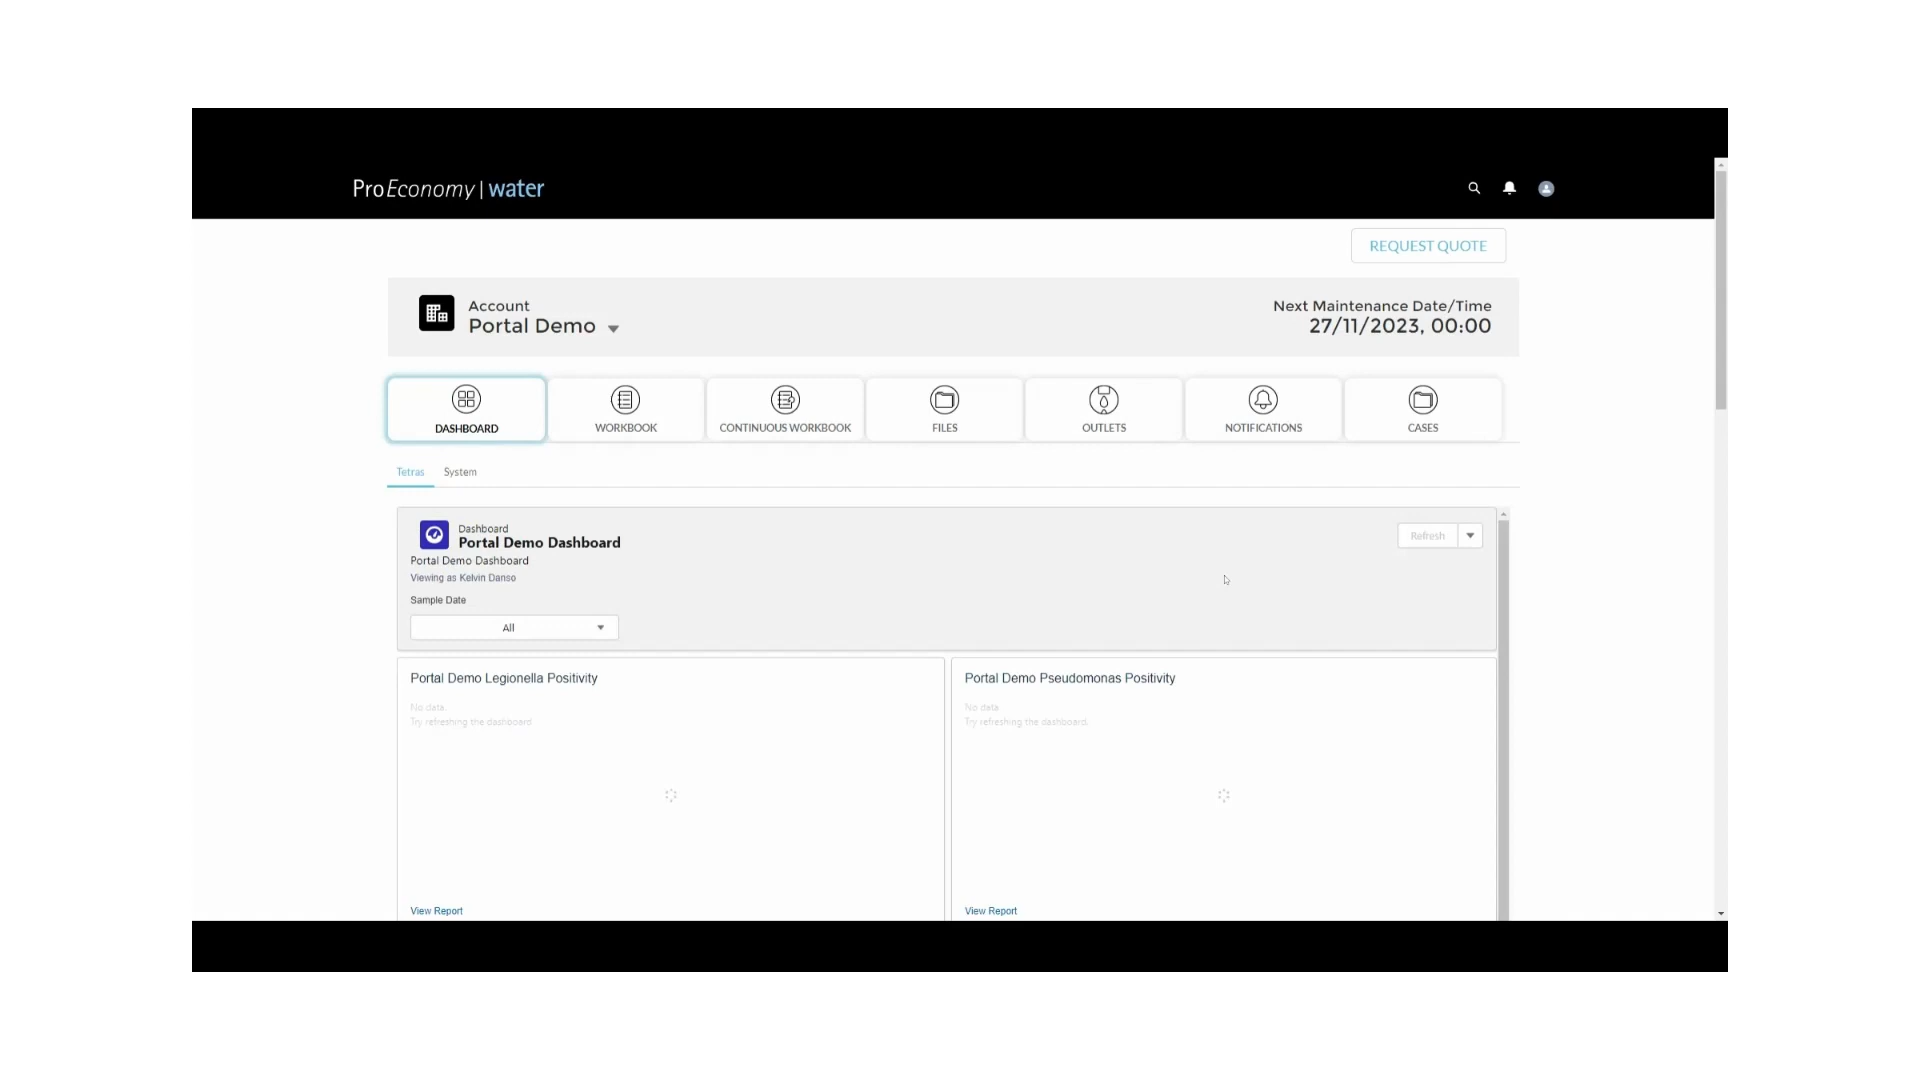 ProEconomy | water
REQUEST QUOTE
Account
Portal Demo
Next Maintenance Date/Time
27/11/2023, 00:00
DASHBOARD
WORKBOOK
CONTINUOUS WORKBOOK
FILES
OUTLETS
NOTIFICATIONS
CASES
Tetras
System
Dashboard
Portal Demo Dashboard
Portal Demo Dashboard
Viewing as Kelvin Danso
Sample Date
All
Refresh
Portal Demo Legionella Positivity
No data.
Try refreshing the dashboard
View Report
Portal Demo Pseudomonas Positivity
No data
Try refreshing the dashboard.
View Report